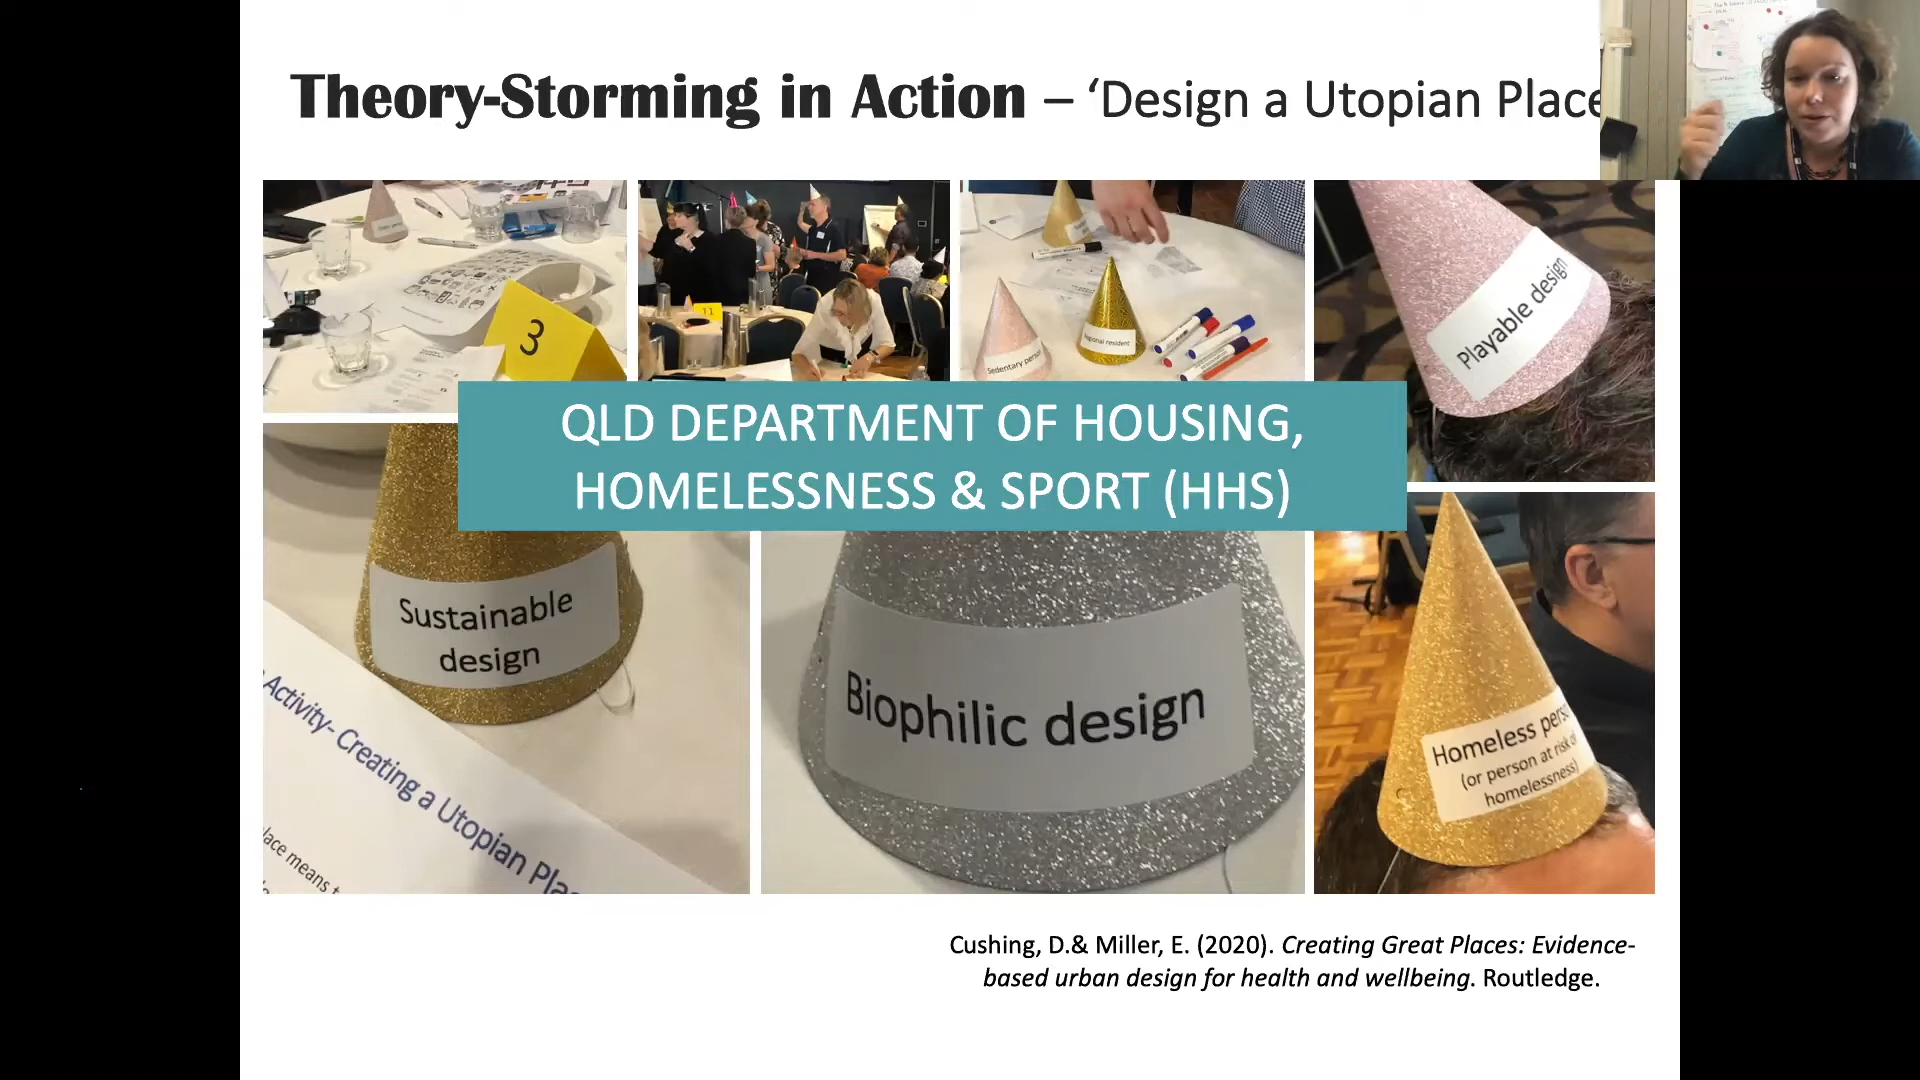 Theory-Storming in Action – ‘Design a Utopian Place
3
11
Sedentary person
Regional resident
Playable design
QLD DEPARTMENT OF HOUSING,
HOMELESSNESS & SPORT (HHS)
Sustainable
design
Activity- Creating a Utopian Pla
lace means t
Biophilic design
Homeless pers
(or person at risk of
homelessness)
Cushing, D.& Miller, E. (2020). Creating Great Places: Evidence-
based urban design for health and wellbeing. Routledge.